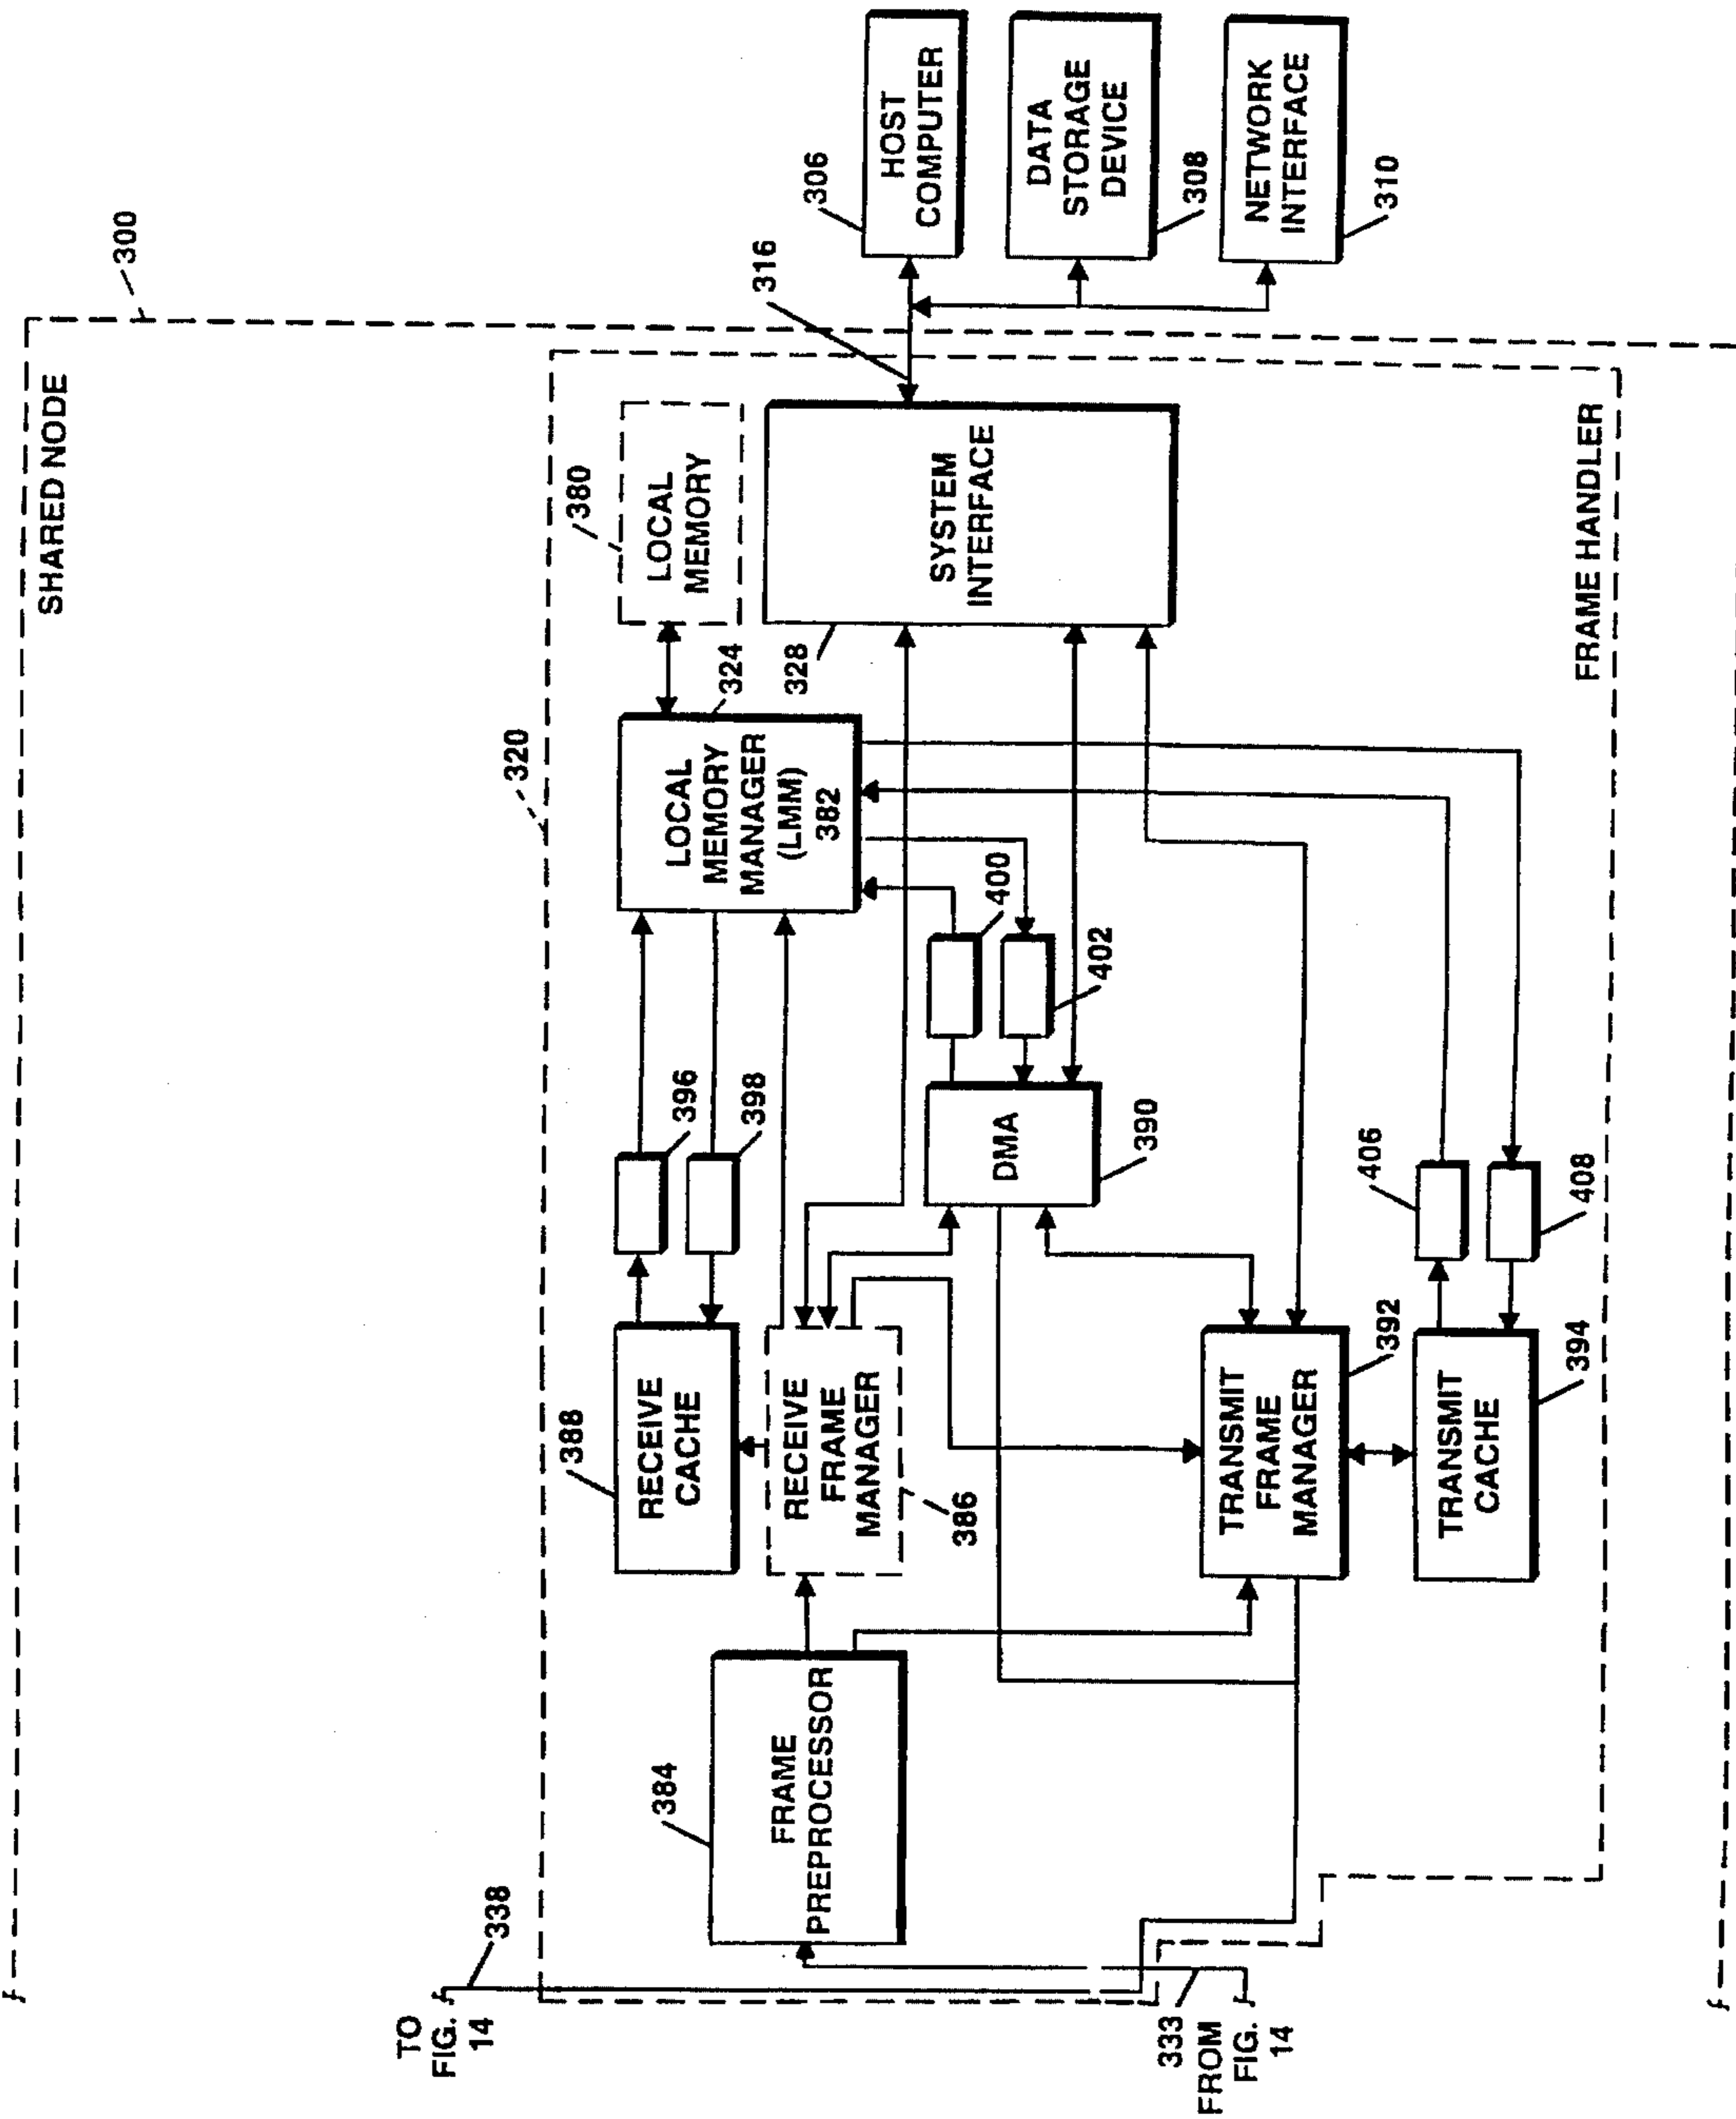 SHARED NODE
300
320
TO
FIG.
14
338
333
FROM
FIG.
14
384
FRAME
PREPROCESSOR
388
RECEIVE
CACHE
RECEIVE
FRAME
MANAGER
386
396
398
LOCAL
MEMORY
MANAGER
(LMM)
382
324
380
LOCAL
MEMORY
328
SYSTEM
INTERFACE
316
306
HOST
COMPUTER
DATA
STORAGE
DEVICE
308
NETWORK
INTERFACE
310
400
402
DMA
390
TRANSMIT
FRAME
MANAGER
392
406
408
TRANSMIT
CACHE
394
FRAME HANDLER